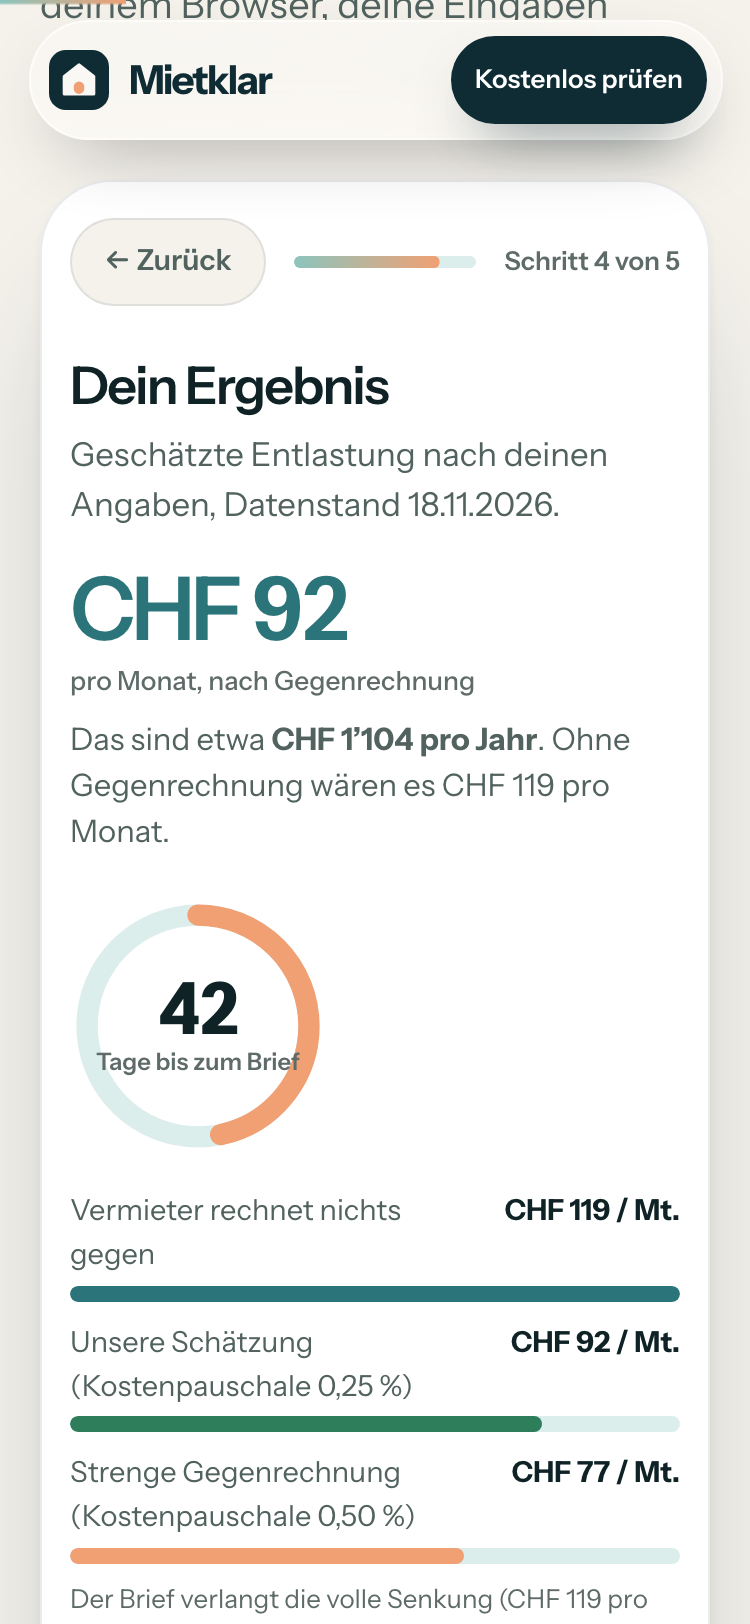 deinem Browser, deine Eingaben
Mietklar
Kostenlos prüfen
← Zurück
Schritt 4 von 5
Dein Ergebnis
Geschätzte Entlastung nach deinen
Angaben, Datenstand 18.11.2026.
CHF 92
pro Monat, nach Gegenrechnung
Das sind etwa CHF 1’104 pro Jahr. Ohne
Gegenrechnung wären es CHF 119 pro
Monat.
42
Tage bis zum Brief
Vermieter rechnet nichts
gegen
CHF 119 / Mt.
Unsere Schätzung
(Kostenpauschale 0,25 %)
CHF 92 / Mt.
Strenge Gegenrechnung
(Kostenpauschale 0,50 %)
CHF 77 / Mt.
Der Brief verlangt die volle Senkung (CHF 119 pro